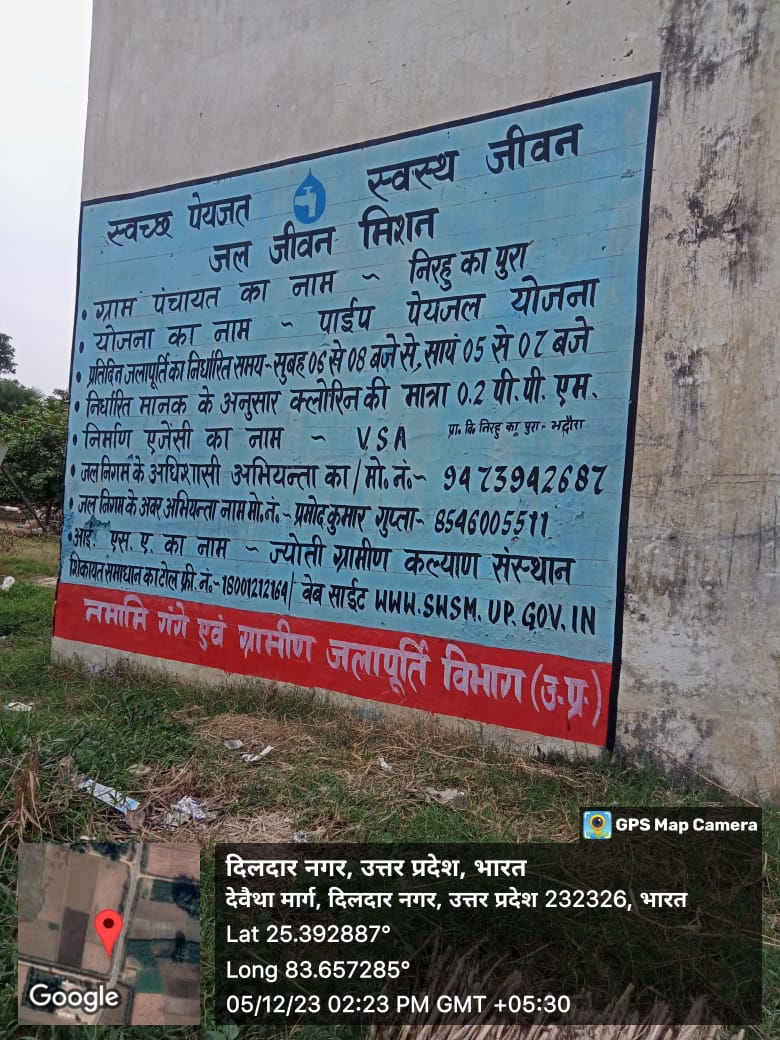 स्वच्छ पेयजत स्वस्थ जीवन
जल जीवन मिशन
• ग्राम पंचायत का नाम ~ निरहु का पुरा
• योजना का नाम ~ पाईप पेयजल योजना
• प्रतिदिन जलापूर्ति का निर्धारित समय-सुबह 06 से 08 बजे से, सायं 05 से 07 बजे
• निर्धारित मानक के अनुसार क्लोरिन की मात्रा 0.2 पी.पी. एम.
• निर्माण एजेंसी का नाम ~ VSA प्रा. वि. निरहु का पुरा - भदौरा
• जल निगम के अधिशासी अभियन्ता का/मो. नं.- 9473942687
• जल निगम के अवर अभियन्ता नाम मो. नं.- प्रमोद कुमार गुप्ता- 8546005511
• आई. एस. ए. का नाम ~ ज्योती ग्रामीण कल्याण संस्थान
शिकायत समाधान का टोल फ्री. नं.-18001212164/ वेब साईट WWW.SWSM.UP.GOV.IN
नमामि गंगे एवं ग्रामीण जलापूर्ति विभाग (उ.प्र.)
GPS Map Camera
दिलदार नगर, उत्तर प्रदेश, भारत
देवैथा मार्ग, दिलदार नगर, उत्तर प्रदेश 232326, भारत
Lat 25.392887°
Long 83.657285°
05/12/23 02:23 PM GMT +05:30
Google